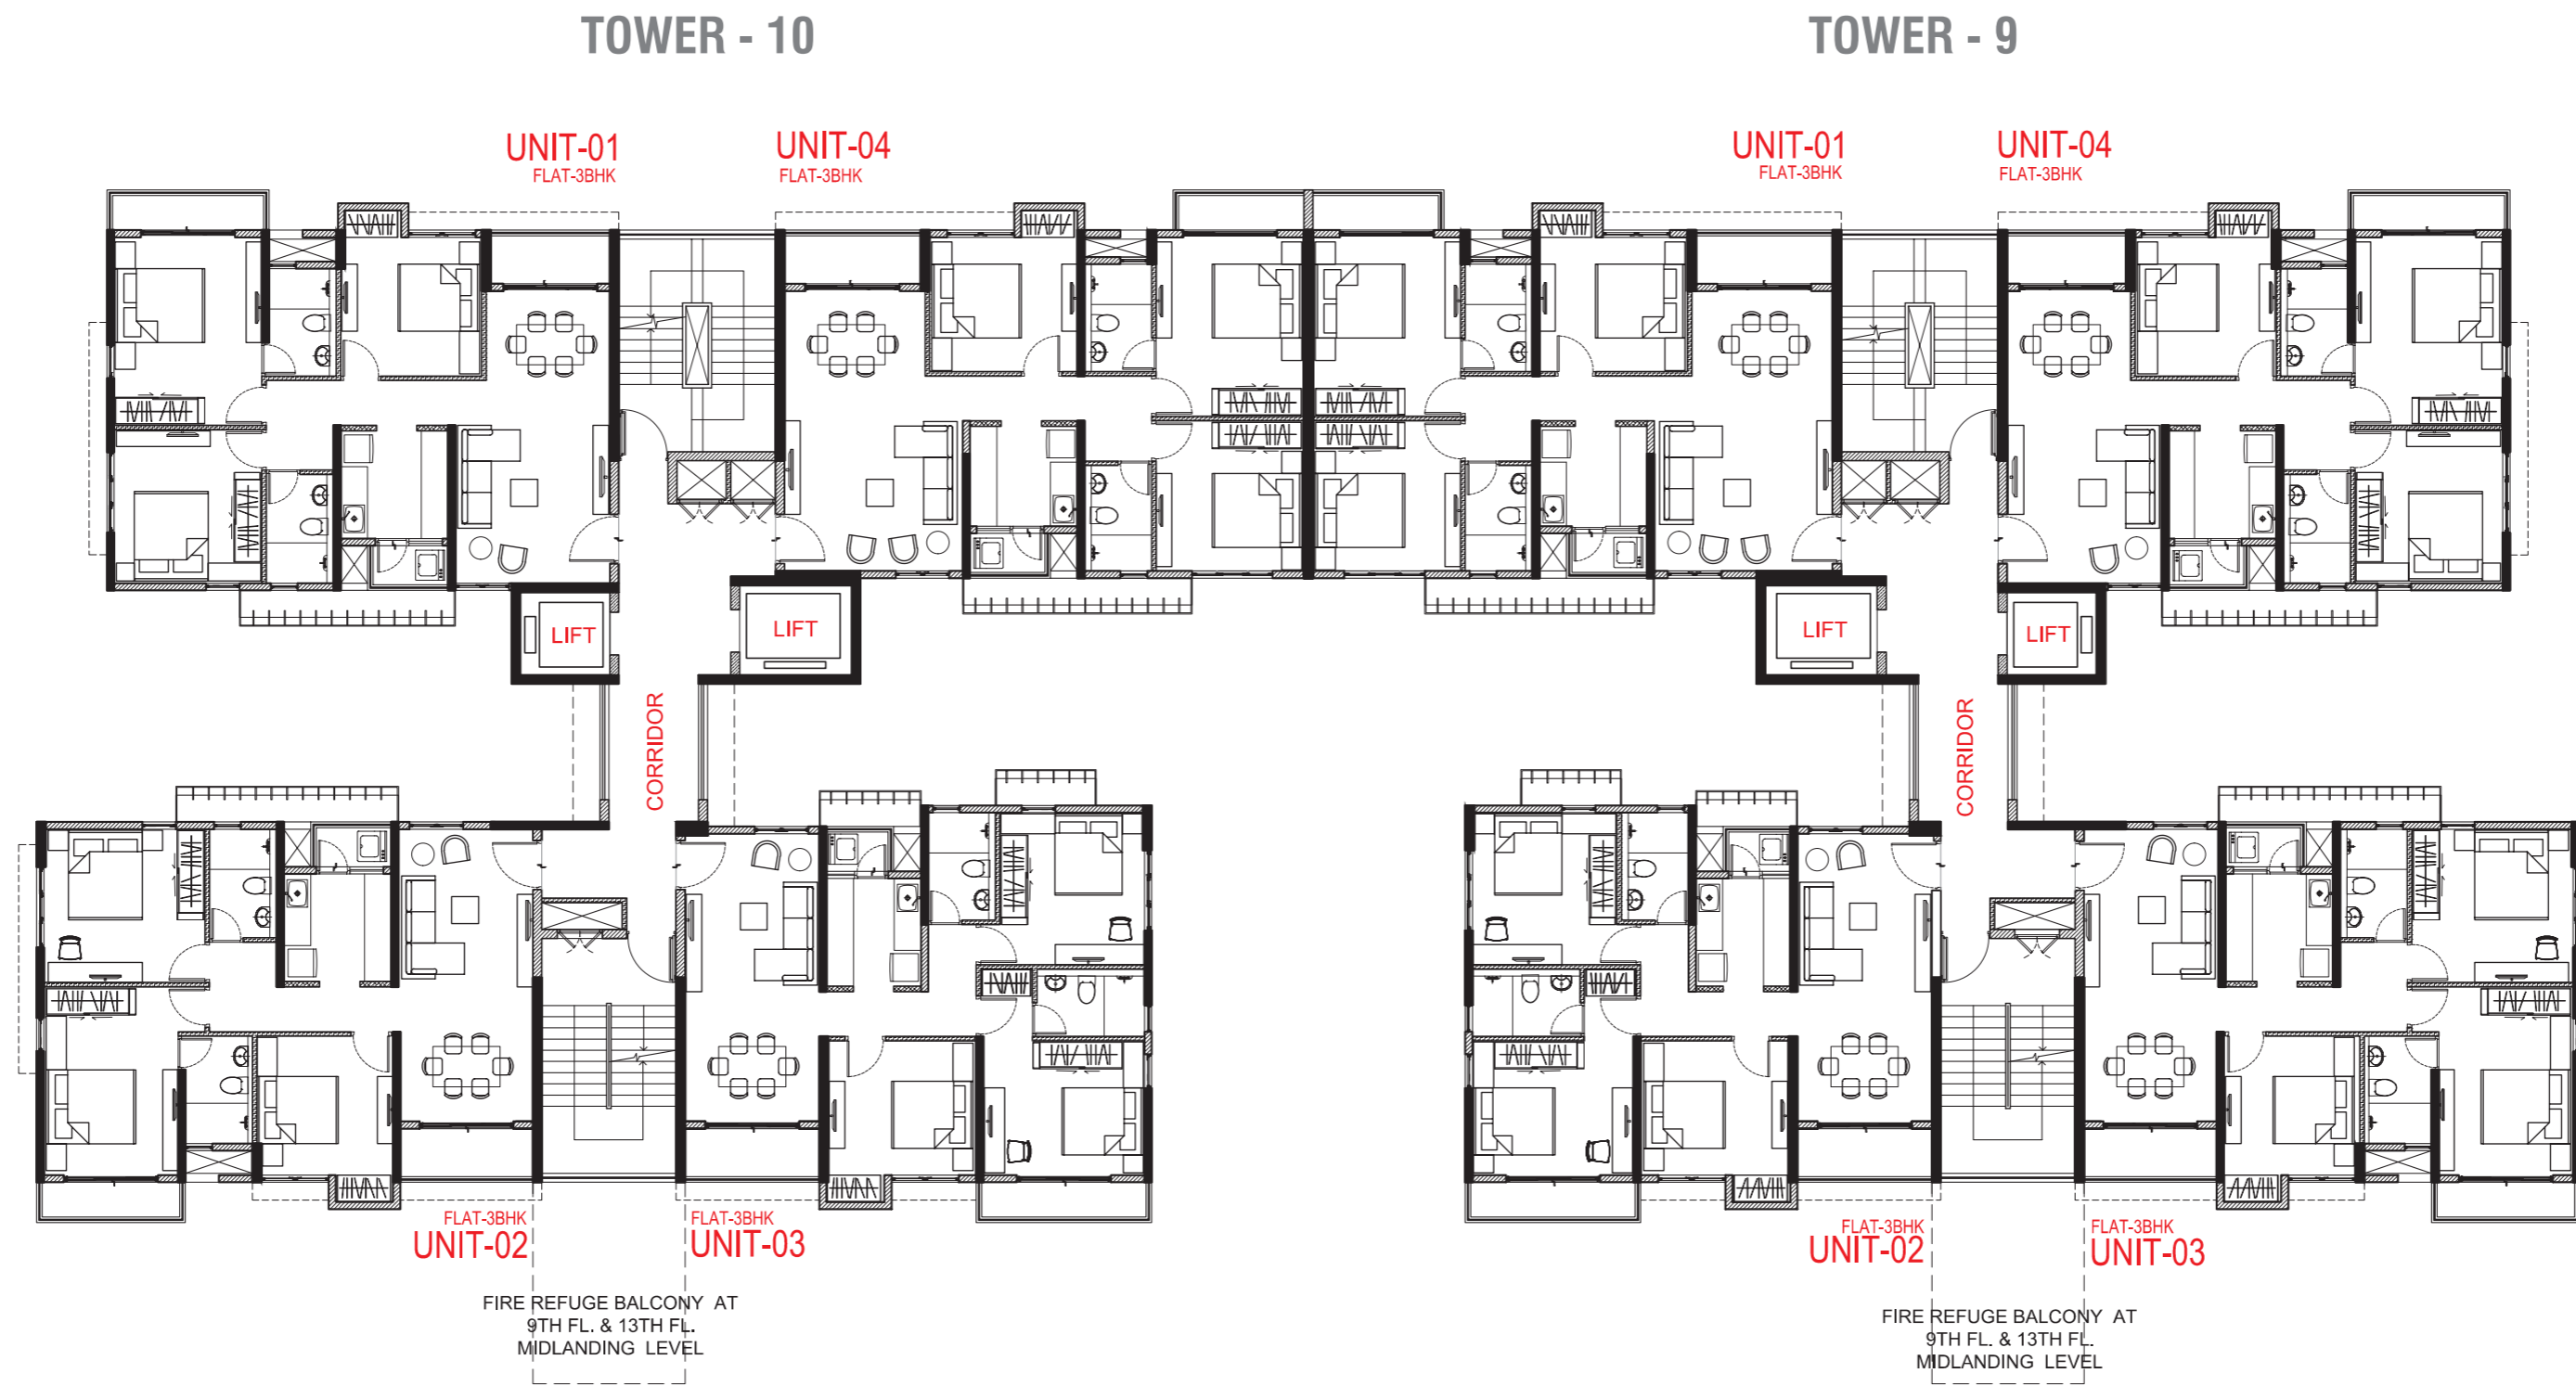 TOWER - 10
TOWER - 9
UNIT-01
FLAT-3BHK
UNIT-04
FLAT-3BHK
UNIT-01
FLAT-3BHK
UNIT-04
FLAT-3BHK
LIFT
LIFT
LIFT
LIFT
CORRIDOR
CORRIDOR
FLAT-3BHK
UNIT-02
FLAT-3BHK
UNIT-03
FLAT-3BHK
UNIT-02
FLAT-3BHK
UNIT-03
FIRE REFUGE BALCONY AT
9TH FL. & 13TH FL.
MIDLANDING LEVEL
FIRE REFUGE BALCONY AT
9TH FL. & 13TH FL.
MIDLANDING LEVEL